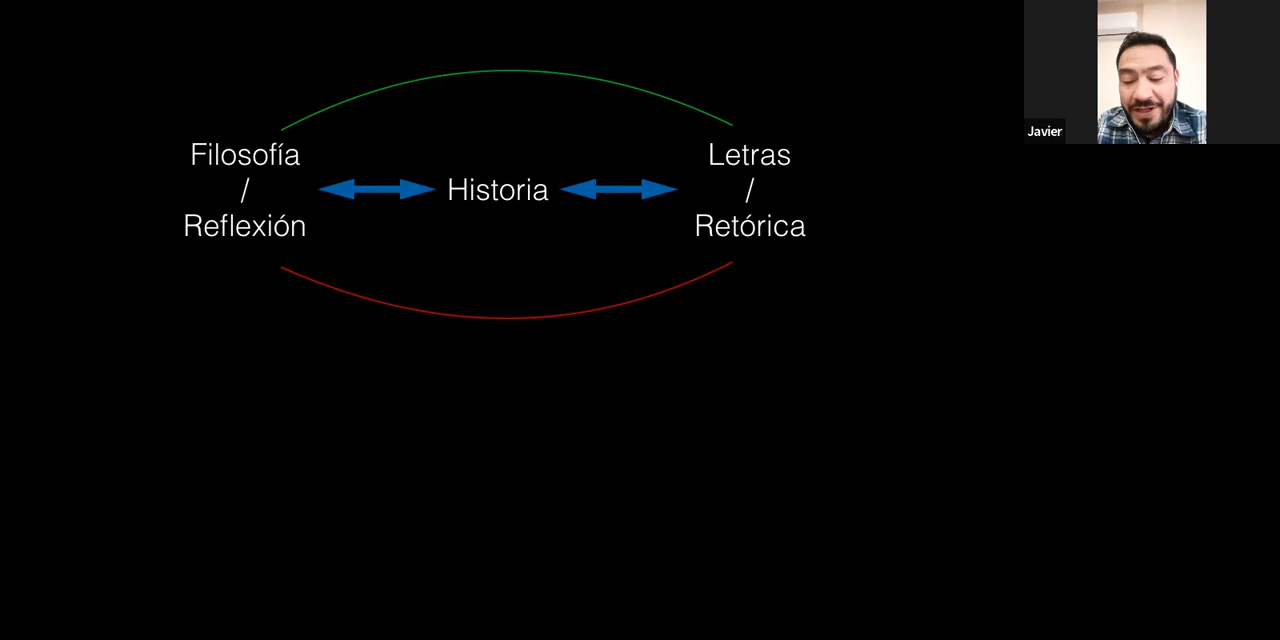 Filosofía
/
Reflexión
Historia
Letras
/
Retórica
Javier